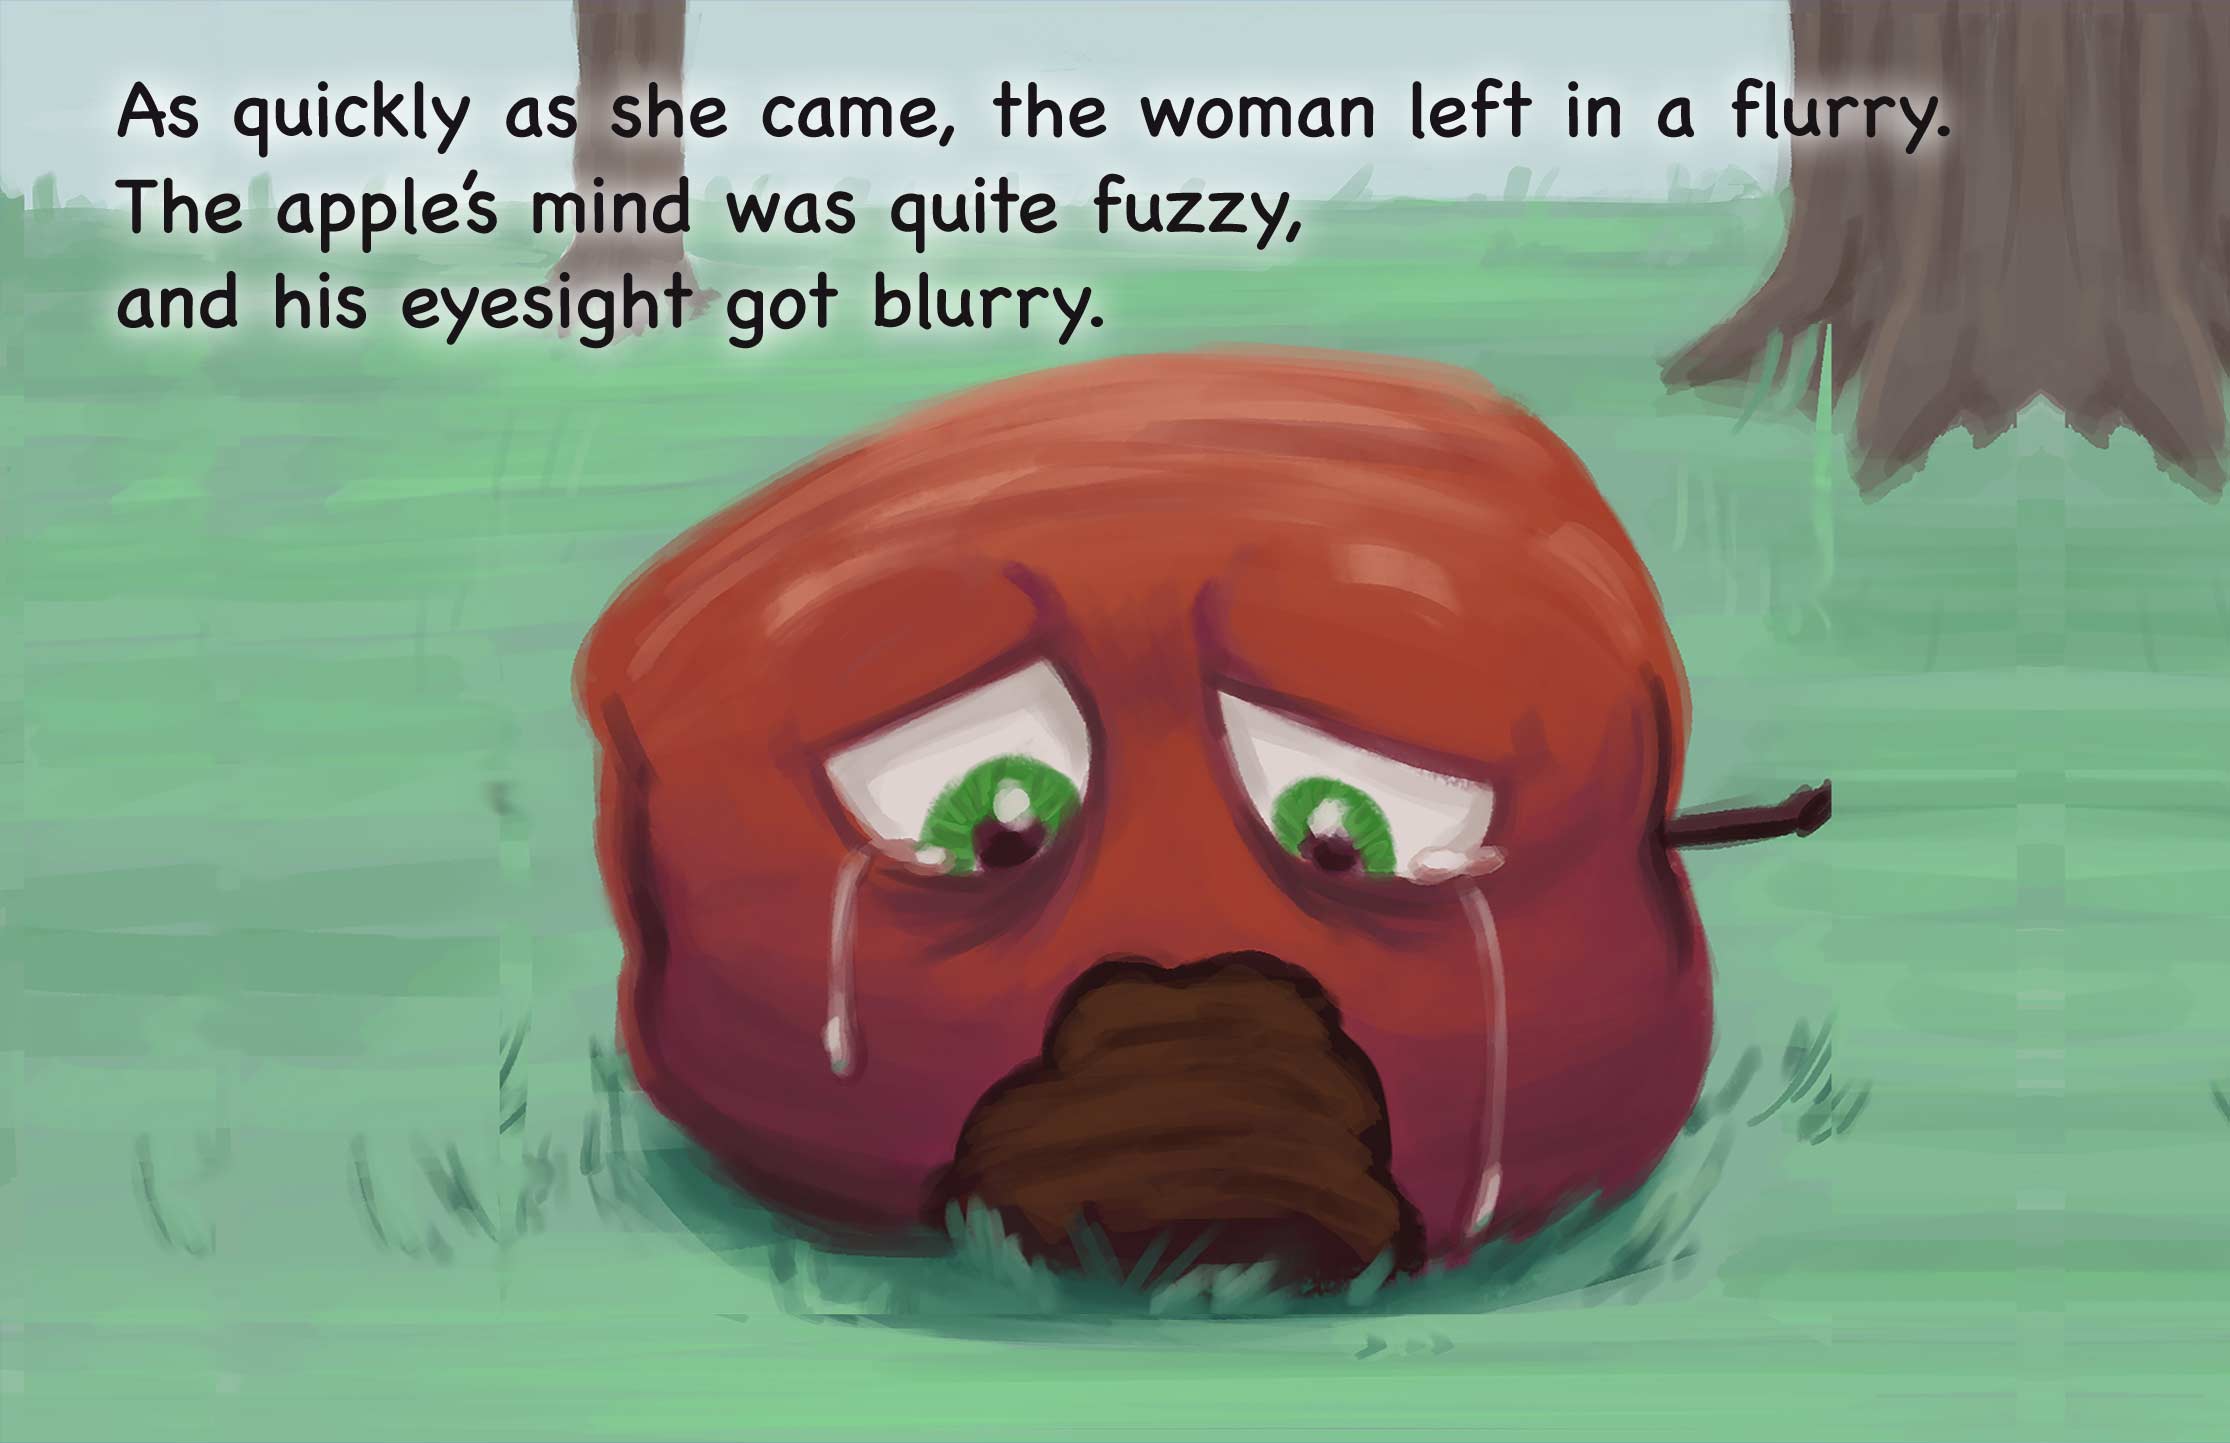 As quickly as she came, the woman left in a flurry.
The apple's mind was quite fuzzy,
and his eyesight got blurry.